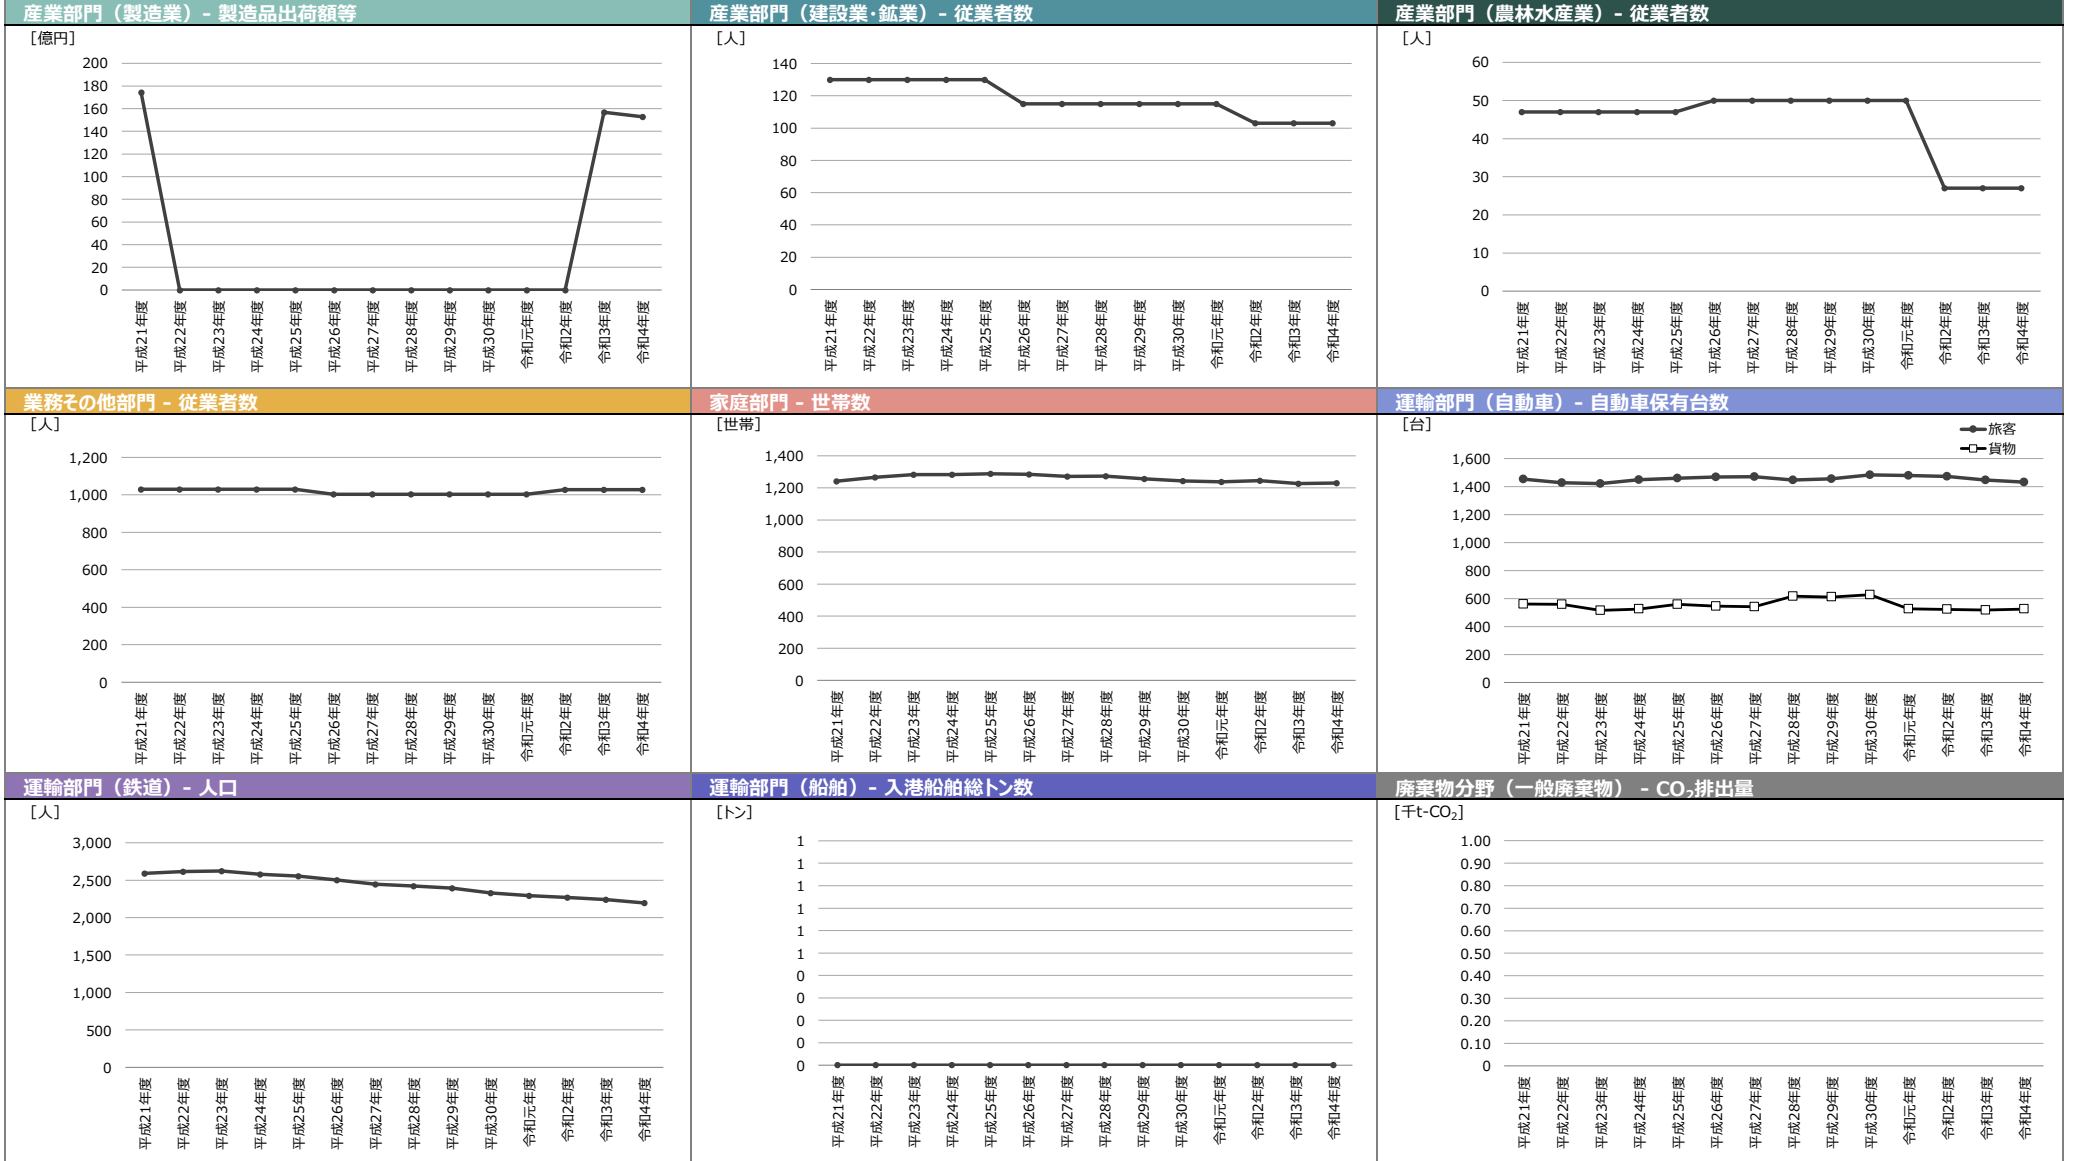 産業部門（製造業）- 製造品出荷額等
[億円]
200
180
160
140
120
100
80
60
40
20
0
平成21年度
平成22年度
平成23年度
平成24年度
平成25年度
平成26年度
平成27年度
平成28年度
平成29年度
平成30年度
令和元年度
令和2年度
令和3年度
令和4年度
産業部門（建設業･鉱業）- 従業者数
[人]
140
120
100
80
60
40
20
0
平成21年度
平成22年度
平成23年度
平成24年度
平成25年度
平成26年度
平成27年度
平成28年度
平成29年度
平成30年度
令和元年度
令和2年度
令和3年度
令和4年度
産業部門（農林水産業）- 従業者数
[人]
60
50
40
30
20
10
0
平成21年度
平成22年度
平成23年度
平成24年度
平成25年度
平成26年度
平成27年度
平成28年度
平成29年度
平成30年度
令和元年度
令和2年度
令和3年度
令和4年度
業務その他部門 - 従業者数
[人]
1,200
1,000
800
600
400
200
0
平成21年度
平成22年度
平成23年度
平成24年度
平成25年度
平成26年度
平成27年度
平成28年度
平成29年度
平成30年度
令和元年度
令和2年度
令和3年度
令和4年度
家庭部門 - 世帯数
[世帯]
1,400
1,200
1,000
800
600
400
200
0
平成21年度
平成22年度
平成23年度
平成24年度
平成25年度
平成26年度
平成27年度
平成28年度
平成29年度
平成30年度
令和元年度
令和2年度
令和3年度
令和4年度
運輸部門（自動車）- 自動車保有台数
[台]
旅客
貨物
1,600
1,400
1,200
1,000
800
600
400
200
0
平成21年度
平成22年度
平成23年度
平成24年度
平成25年度
平成26年度
平成27年度
平成28年度
平成29年度
平成30年度
令和元年度
令和2年度
令和3年度
令和4年度
運輸部門（鉄道）- 人口
[人]
3,000
2,500
2,000
1,500
1,000
500
0
平成21年度
平成22年度
平成23年度
平成24年度
平成25年度
平成26年度
平成27年度
平成28年度
平成29年度
平成30年度
令和元年度
令和2年度
令和3年度
令和4年度
運輸部門（船舶）- 入港船舶総トン数
[トン]
1
1
1
1
1
1
0
0
0
0
0
平成21年度
平成22年度
平成23年度
平成24年度
平成25年度
平成26年度
平成27年度
平成28年度
平成29年度
平成30年度
令和元年度
令和2年度
令和3年度
令和4年度
廃棄物分野（一般廃棄物） - CO₂排出量
[千t-CO₂]
1.00
0.90
0.80
0.70
0.60
0.50
0.40
0.30
0.20
0.10
0
平成21年度
平成22年度
平成23年度
平成24年度
平成25年度
平成26年度
平成27年度
平成28年度
平成29年度
平成30年度
令和元年度
令和2年度
令和3年度
令和4年度